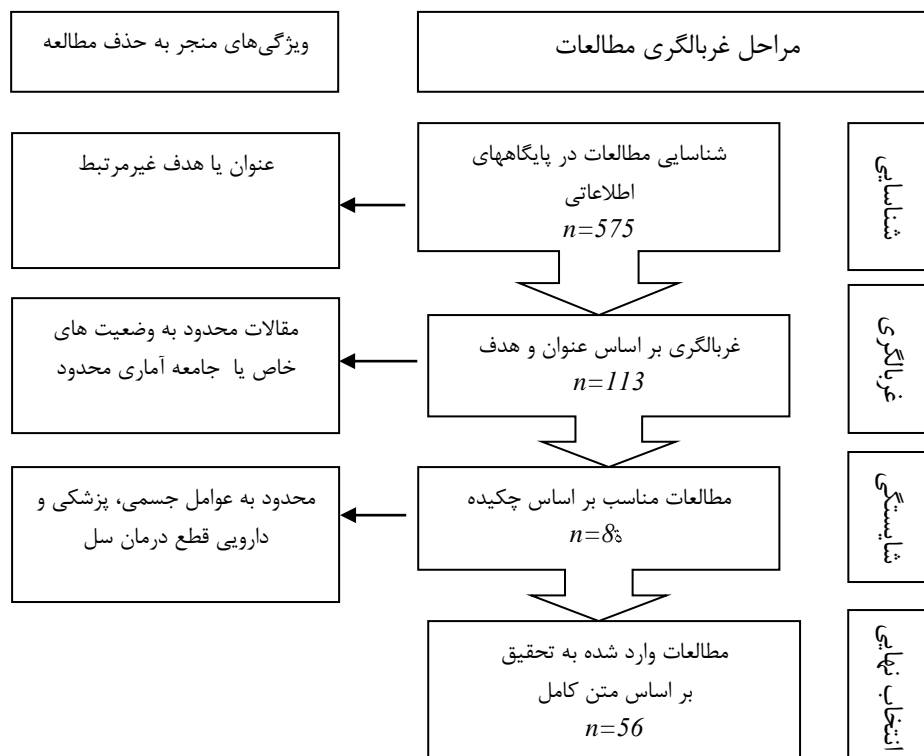 مراحل غربالگری مطالعات
ویژگی‌های منجر به حذف مطالعه
شناسایی
شناسایی مطالعات در پایگاههای
اطلاعاتی
n=575
عنوان یا هدف غیرمرتبط
غربالگری
غربالگری بر اساس عنوان و هدف
n=113
مقالات محدود به وضعیت های
خاص یا جامعه آماری محدود
شایستگی
مطالعات مناسب بر اساس چکیده
محدود به عوامل جسمی، پزشکی و
دارویی قطع درمان سل
انتخاب نهایی
مطالعات وارد شده به تحقیق
بر اساس متن کامل
n=56